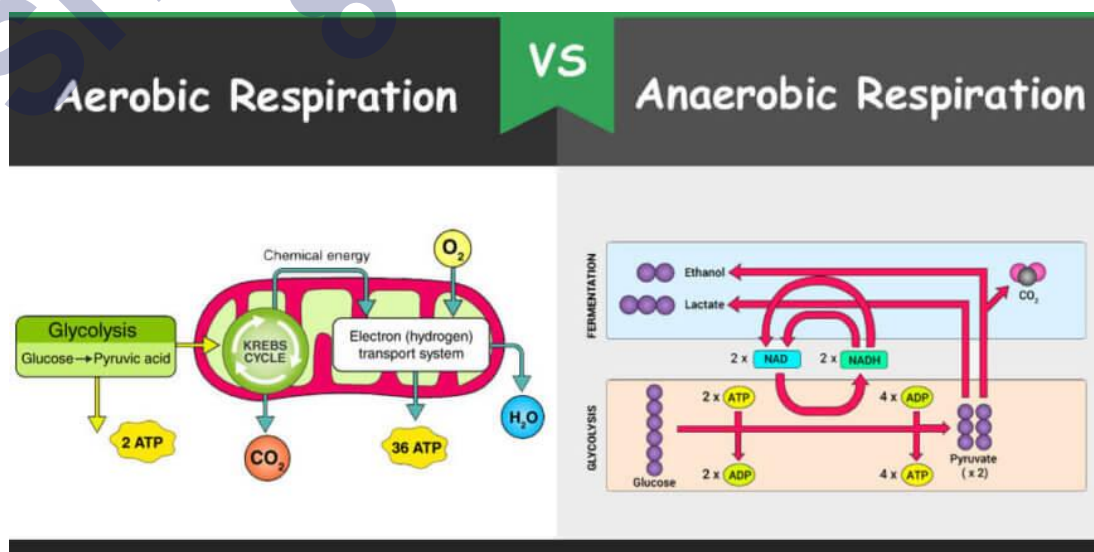 Aerobic Respiration
VS
Anaerobic Respiration
Chemical energy
O2
Glycolysis
Glucose→Pyruvic acid
KREBS
CYCLE
Electron (hydrogen)
transport system
2 ATP
CO2
36 ATP
H2O
FERMENTATION
Ethanol
Lactate
CO2
2 x NAD
2 x NADH
GLYCOLYSIS
2 x ATP
4 x ADP
Glucose
2 x ADP
4 x ATP
Pyruvate
( x 2)